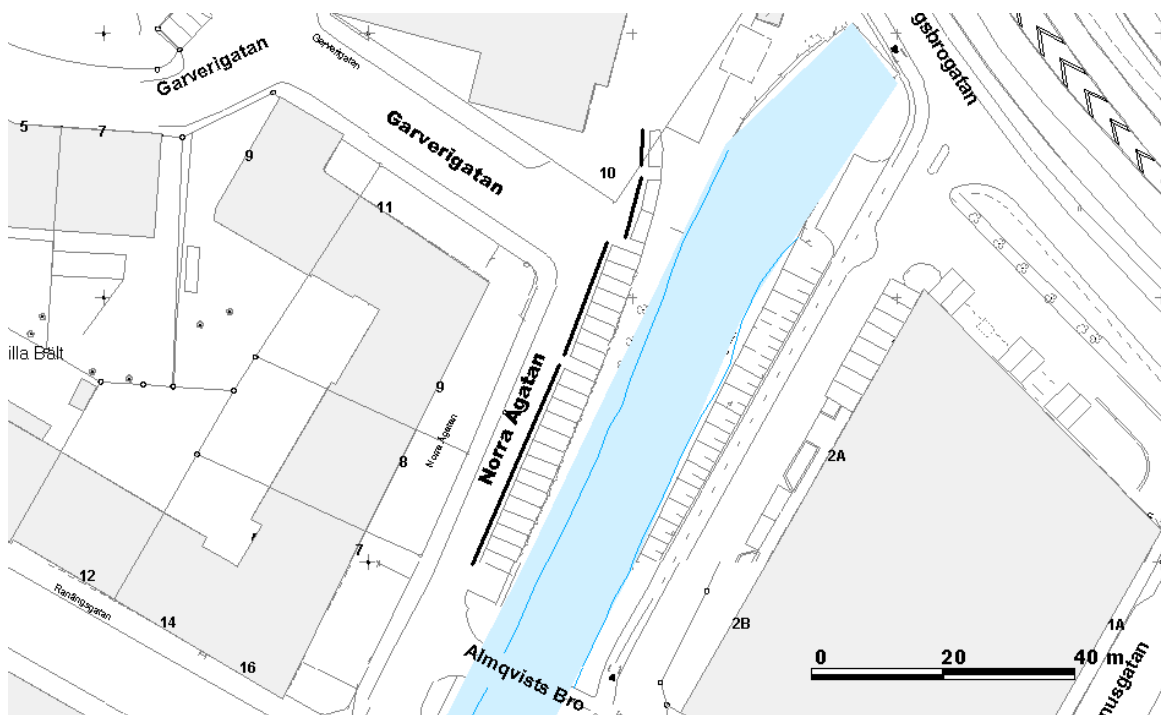 Garverigatan
Garverigatan
gsbrogatan
Garverigatan
5
7
9
10
11
illa Bält
9
Norra Ågatan
Norra Ågatan
8
2A
7
12
Ranängsgatan
14
16
Almqvists Bro
2B
1A
0 20 40 m
nusgatan